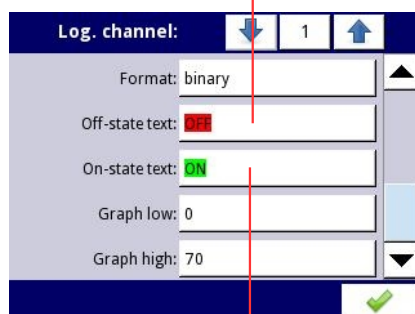 Log. channel: 1
Format: binary
Off-state text: OFF
On-state text: ON
Graph low: 0
Graph high: 70